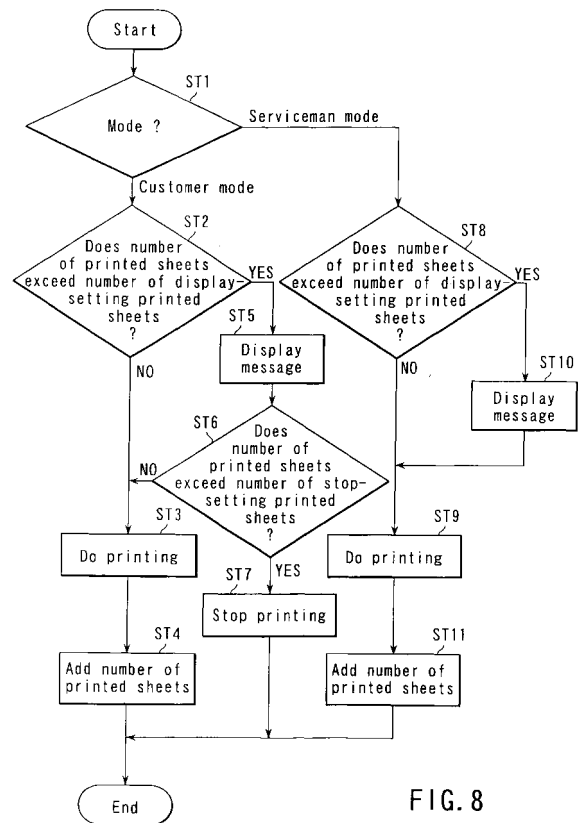 Start
ST1
Mode ?
Serviceman mode
Customer mode
ST2
Does number
of printed sheets
exceed number of display-
setting printed
sheets
?
YES
NO
ST8
Does number
of printed sheets
exceed number of display-
setting printed
sheets
?
YES
NO
ST5
Display
message
ST10
Display
message
ST6
Does
number of
printed sheets
exceed number of stop-
setting printed
sheets
?
NO
YES
ST3
Do printing
ST7
Stop printing
ST9
Do printing
ST4
Add number of
printed sheets
ST11
Add number of
printed sheets
End
FIG. 8